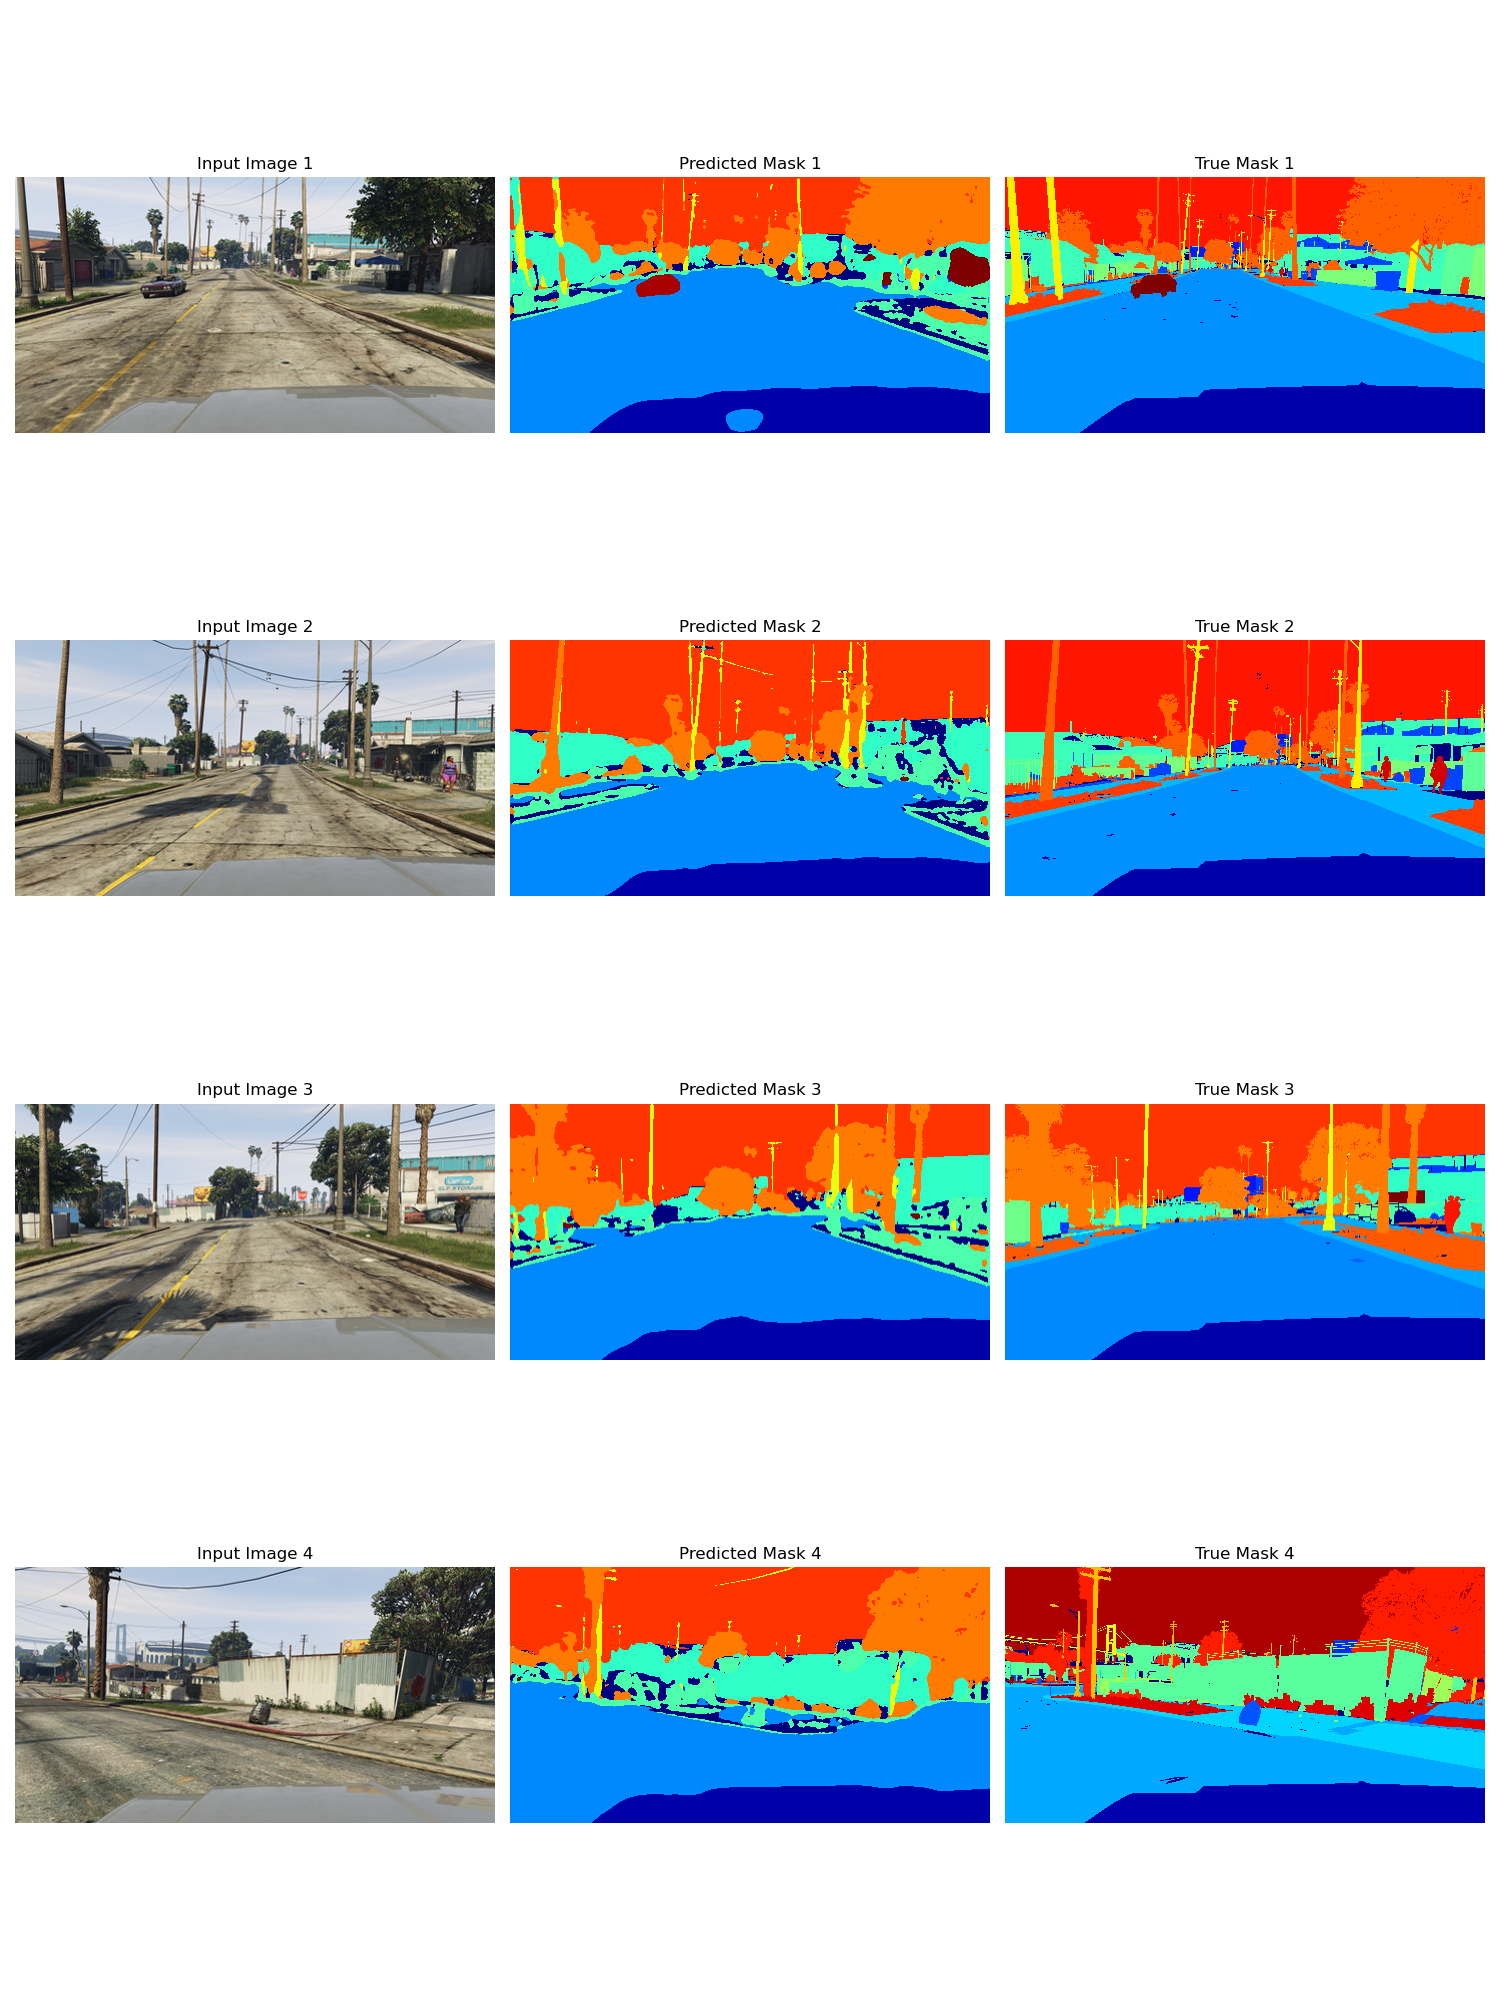 Input Image 1
Predicted Mask 1
True Mask 1
Input Image 2
Predicted Mask 2
True Mask 2
Input Image 3
Predicted Mask 3
True Mask 3
Input Image 4
Predicted Mask 4
True Mask 4